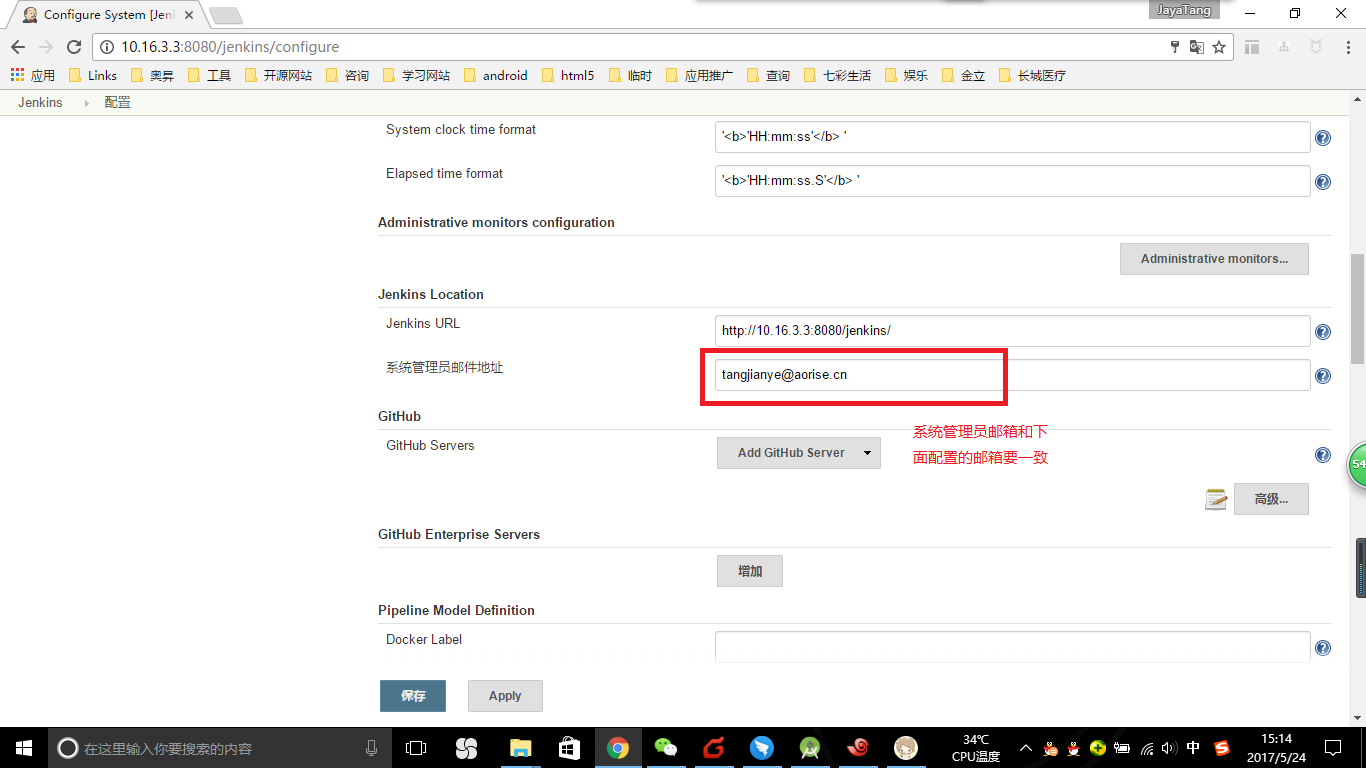 JayaTang
Configure System [Jen
10.16.3.3:8080/jenkins/configure
应用 Links 奥昇 工具 开源网站 咨询 学习网站 android html5 临时 应用推广 查询 七彩生活 娱乐 金立 长城医疗
Jenkins 配置
System clock time format '<b>'HH:mm:ss'</b> '
Elapsed time format '<b>'HH:mm:ss.S'</b> '
Administrative monitors configuration
Administrative monitors...
Jenkins Location
Jenkins URL http://10.16.3.3:8080/jenkins/
系统管理员邮件地址 tangjianye@aorise.cn
GitHub
系统管理员邮箱和下
GitHub Servers Add GitHub Server
面配置的邮箱要一致
54
高级...
GitHub Enterprise Servers
增加
Pipeline Model Definition
Docker Label
保存 Apply
在这里输入你要搜索的内容
34℃
CPU温度
中
15:14
2017/5/24